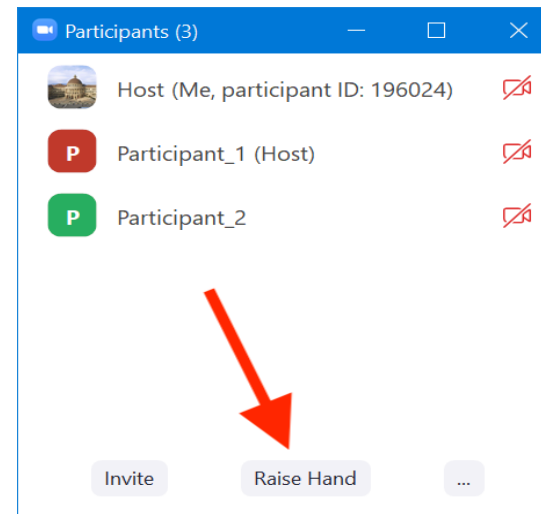 Participants (3)
Host (Me, participant ID: 196024)
P Participant_1 (Host)
P Participant_2
Invite Raise Hand ...